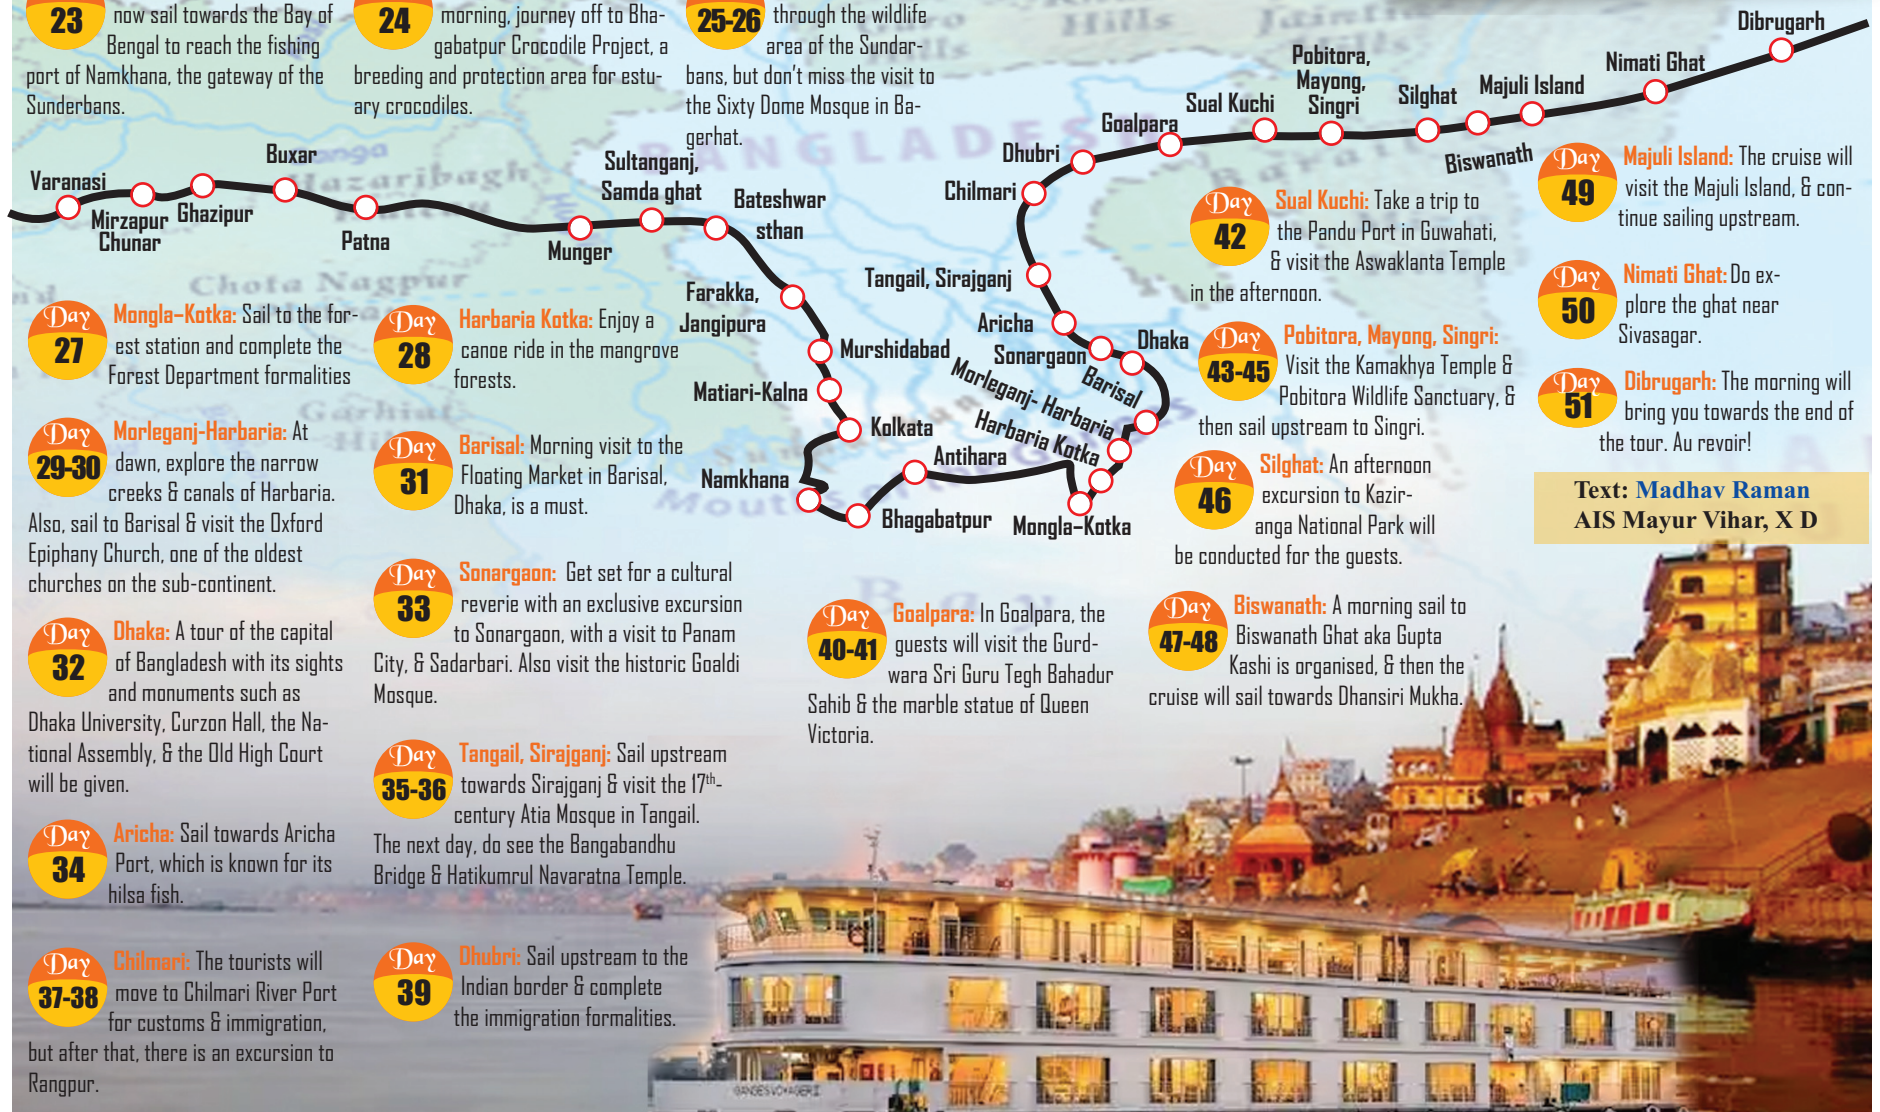 Day
23
now sail towards the Bay of
Bengal to reach the fishing
port of Namkhana, the gateway of the
Sunderbans.
24
morning, journey off to Bha-
gabatpur Crocodile Project, a
breeding and protection area for estu-
ary crocodiles.
25-26
through the wildlife
area of the Sundar-
bans, but don't miss the visit to
the Sixty Dome Mosque in Ba-
gerhat.
Varanasi
Mirzapur
Chunar
Ghazipur
Buxar
Patna
Munger
Sultanganj,
Samda ghat
Bateshwar
sthan
Farakka,
Jangipura
Murshidabad
Matiari-Kalna
Kolkata
Namkhana
Bhagabatpur
Antihara
Mongla–Kotka
Harbaria Kotka
Morleganj- Harbaria
Barisal
Dhaka
Sonargaon
Aricha
Tangail, Sirajganj
Chilmari
Dhubri
Goalpara
Sual Kuchi
Pobitora,
Mayong,
Singri
Silghat
Biswanath
Majuli Island
Nimati Ghat
Dibrugarh
BANGLADESH
Ganga
Hazaribagh
Chota Nagpur
Garhjat
Hills
Mouths of the Ganges
Bay
Day
27
Mongla–Kotka: Sail to the for-
est station and complete the
Forest Department formalities
Day
28
Harbaria Kotka: Enjoy a
canoe ride in the mangrove
forests.
Day
29-30
Morleganj-Harbaria: At
dawn, explore the narrow
creeks & canals of Harbaria.
Also, sail to Barisal & visit the Oxford
Epiphany Church, one of the oldest
churches on the sub-continent.
Day
31
Barisal: Morning visit to the
Floating Market in Barisal,
Dhaka, is a must.
Day
32
Dhaka: A tour of the capital
of Bangladesh with its sights
and monuments such as
Dhaka University, Curzon Hall, the Na-
tional Assembly, & the Old High Court
will be given.
Day
33
Sonargaon: Get set for a cultural
reverie with an exclusive excursion
to Sonargaon, with a visit to Panam
City, & Sadarbari. Also visit the historic Goaldi
Mosque.
Day
34
Aricha: Sail towards Aricha
Port, which is known for its
hilsa fish.
Day
35-36
Tangail, Sirajganj: Sail upstream
towards Sirajganj & visit the 17th-
century Atia Mosque in Tangail.
The next day, do see the Bangabandhu
Bridge & Hatikumrul Navaratna Temple.
Day
37-38
Chilmari: The tourists will
move to Chilmari River Port
for customs & immigration,
but after that, there is an excursion to
Rangpur.
Day
39
Dhubri: Sail upstream to the
Indian border & complete
the immigration formalities.
Day
40-41
Goalpara: In Goalpara, the
guests will visit the Gurd-
wara Sri Guru Tegh Bahadur
Sahib & the marble statue of Queen
Victoria.
Day
42
Sual Kuchi: Take a trip to
the Pandu Port in Guwahati,
& visit the Aswaklanta Temple
in the afternoon.
Day
43-45
Pobitora, Mayong, Singri:
Visit the Kamakhya Temple &
Pobitora Wildlife Sanctuary, &
then sail upstream to Singri.
Day
46
Silghat: An afternoon
excursion to Kazir-
anga National Park will
be conducted for the guests.
Day
47-48
Biswanath: A morning sail to
Biswanath Ghat aka Gupta
Kashi is organised, & then the
cruise will sail towards Dhansiri Mukha.
Day
49
Majuli Island: The cruise will
visit the Majuli Island, & con-
tinue sailing upstream.
Day
50
Nimati Ghat: Do ex-
plore the ghat near
Sivasagar.
Day
51
Dibrugarh: The morning will
bring you towards the end of
the tour. Au revoir!
Text: Madhav Raman
AIS Mayur Vihar, X D
GANGES VOYAGER II